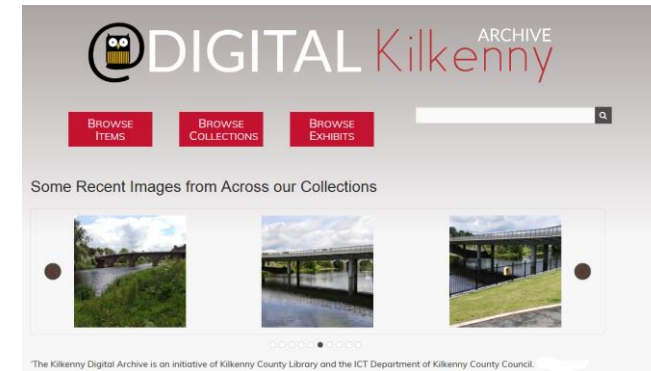 @DIGITAL Kilkenny
ARCHIVE
BROWSE
ITEMS
BROWSE
COLLECTIONS
BROWSE
EXHIBITS
Some Recent Images from Across our Collections
'The Kilkenny Digital Archive is an initiative of Kilkenny County Library and the ICT Department of Kilkenny County Council.